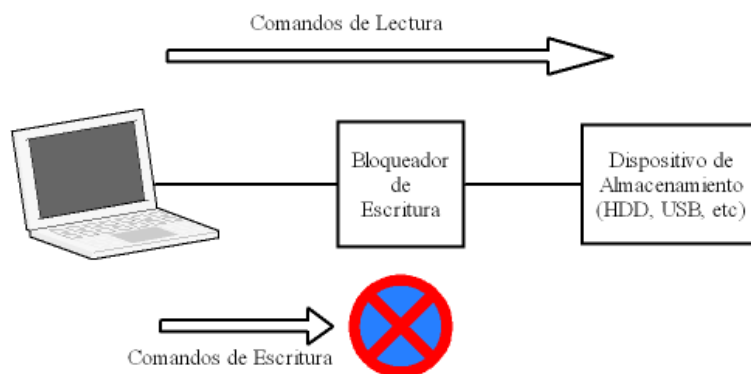 Comandos de Lectura
Bloqueador
de
Escritura
Dispositivo de
Almacenamiento
(HDD, USB, etc)
Comandos de Escritura